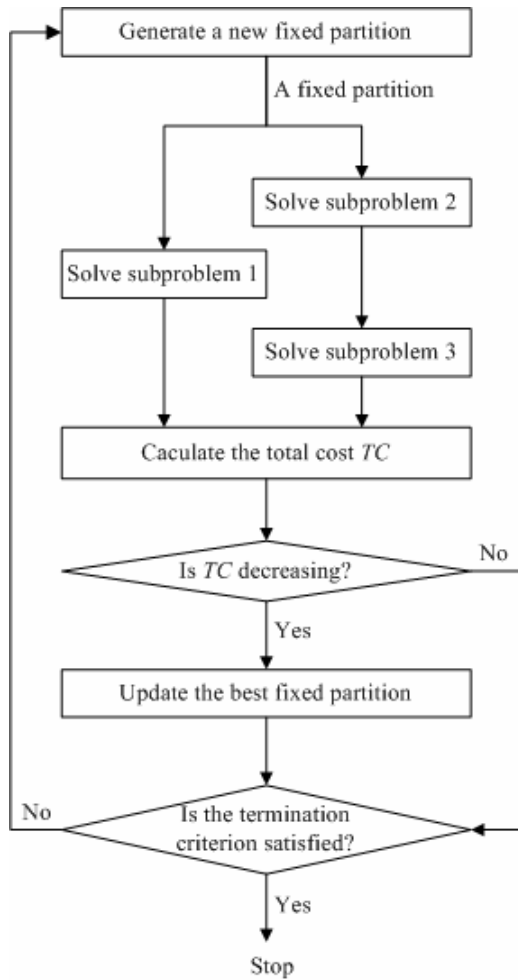 Generate a new fixed partition
A fixed partition
Solve subproblem 2
Solve subproblem 1
Solve subproblem 3
Caculate the total cost TC
Is TC decreasing?
No
Yes
Update the best fixed partition
No
Is the termination
criterion satisfied?
Yes
Stop